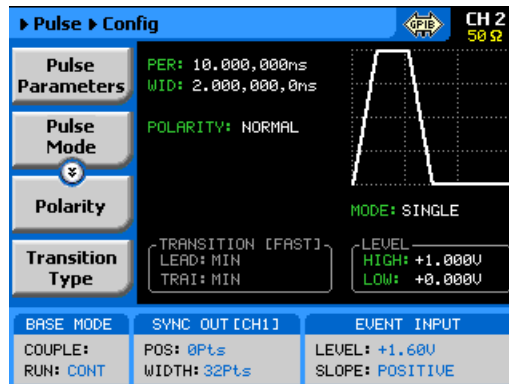 ▸ Pulse ▸ Config
GPIB
CH 2
50 Ω
Pulse
Parameters
Pulse
Mode
Polarity
Transition
Type
PER: 10.000,000ms
WID: 2.000,000,0ms
POLARITY: NORMAL
MODE: SINGLE
TRANSITION [FAST]
LEAD: MIN
TRAI: MIN
LEVEL
HIGH: +1.000V
LOW: +0.000V
BASE MODE
COUPLE:
RUN: CONT
SYNC OUT [CH1]
POS: 0Pts
WIDTH: 32Pts
EVENT INPUT
LEVEL: +1.60V
SLOPE: POSITIVE